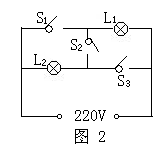 S₁ L₁
S₂
L₂ S₃
220V
图 2